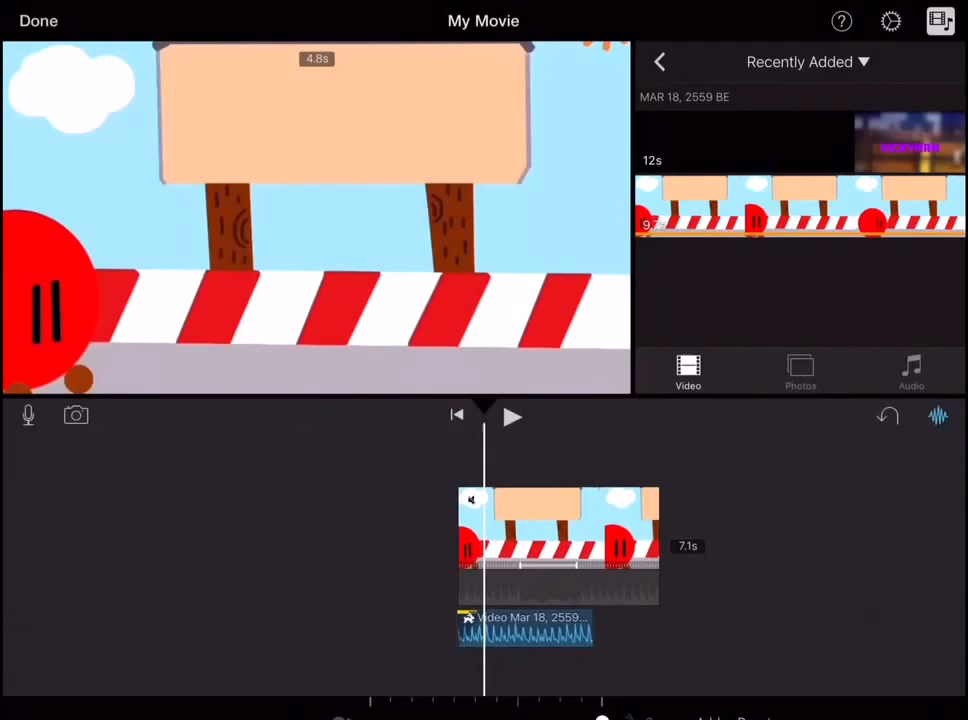 Done
My Movie
4.8s
Recently Added ▼
MAR 18, 2559 BE
12s
Video
Photos
Audio
7.1s
Video Mar 18, 2559...